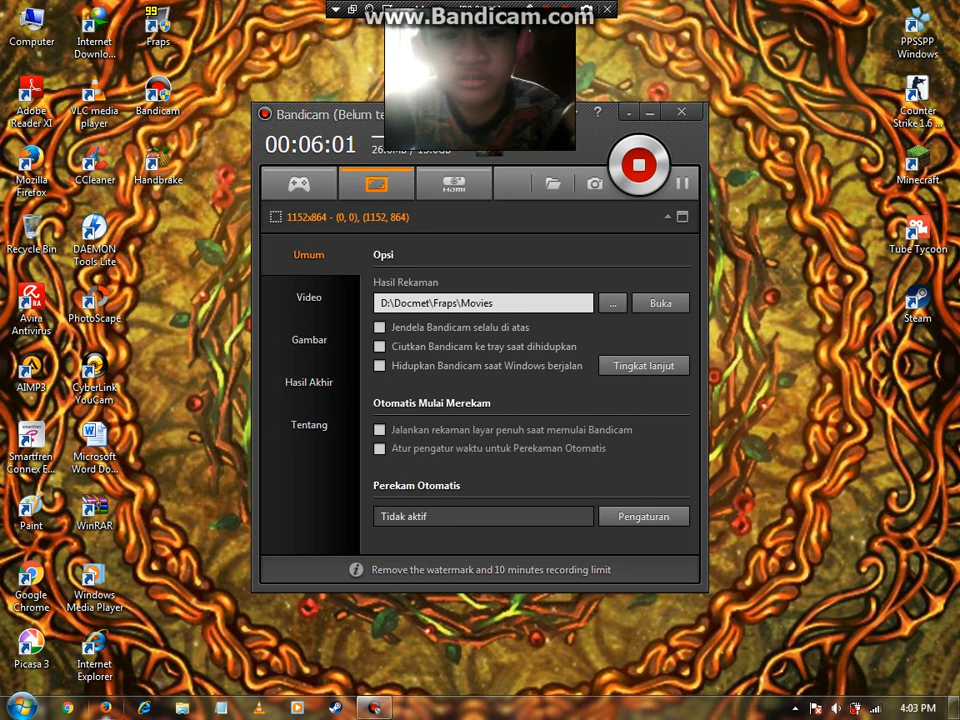 www.Bandicam.com
Computer
Internet
Downlo...
99
Fraps
PPSSPP
Windows
Adobe
Reader XI
VLC media
player
Bandicam
Counter
Strike 1.6 ...
Mozilla
Firefox
CCleaner
Handbrake
Minecraft
Recycle Bin
DAEMON
Tools Lite
Tube Tycoon
Avira
Antivirus
PhotoScape
Steam
AIMP3
CyberLink
YouCam
smartfren
Smartfren
Connex E...
Microsoft
Word Do...
Paint
WinRAR
Google
Chrome
Windows
Media Player
Picasa 3
Internet
Explorer
Bandicam (Belum te
00:06:01
HDMI
1152x864 - (0, 0), (1152, 864)
Umum
Video
Gambar
Hasil Akhir
Tentang
Opsi
Hasil Rekaman
D:\Docmet\Fraps\Movies
...
Buka
Jendela Bandicam selalu di atas
Ciutkan Bandicam ke tray saat dihidupkan
Hidupkan Bandicam saat Windows berjalan
Tingkat lanjut
Otomatis Mulai Merekam
Jalankan rekaman layar penuh saat memulai Bandicam
Atur pengatur waktu untuk Perekaman Otomatis
Perekam Otomatis
Tidak aktif
Pengaturan
Remove the watermark and 10 minutes recording limit
4:03 PM